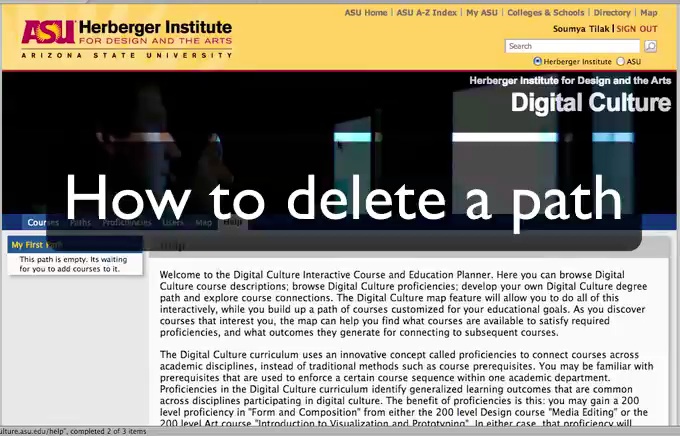 ASU Home | ASU A-Z Index | My ASU | Colleges & Schools | Directory | Map
ASU Herberger Institute
FOR DESIGN AND THE ARTS
ARIZONA STATE UNIVERSITY
Soumya Tilak | SIGN OUT
Search
Herberger Institute ASU
Herberger Institute for Design and the Arts
Digital Culture
How to delete a path
Courses Paths Proficiencies Users Map Help
My First Path
This path is empty. Its waiting
for you to add courses to it.
Help
Welcome to the Digital Culture Interactive Course and Education Planner. Here you can browse Digital
Culture course descriptions; browse Digital Culture proficiencies; develop your own Digital Culture degree
path and explore course connections. The Digital Culture map feature will allow you to do all of this
interactively, while you build up a path of courses customized for your educational goals. As you discover
courses that interest you, the map can help you find what courses are available to satisfy required
proficiencies, and what outcomes they generate for connecting to subsequent courses.
The Digital Culture curriculum uses an innovative concept called proficiencies to connect courses across
academic disciplines, instead of traditional methods such as course prerequisites. You may be familiar with
prerequisites that are used to enforce a certain course sequence within one academic department.
Proficiencies in the Digital Culture curriculum identify generalized learning outcomes that are common
across disciplines participating in digital culture. The benefit of proficiencies is this: you may gain a 200
level proficiency in "Form and Composition" from either the 200 level Design course "Media Editing" or the
200 level Art course "Introduction to Visualization and Prototyping". In either case, that proficiency will
ulture.asu.edu/help", completed 2 of 3 items